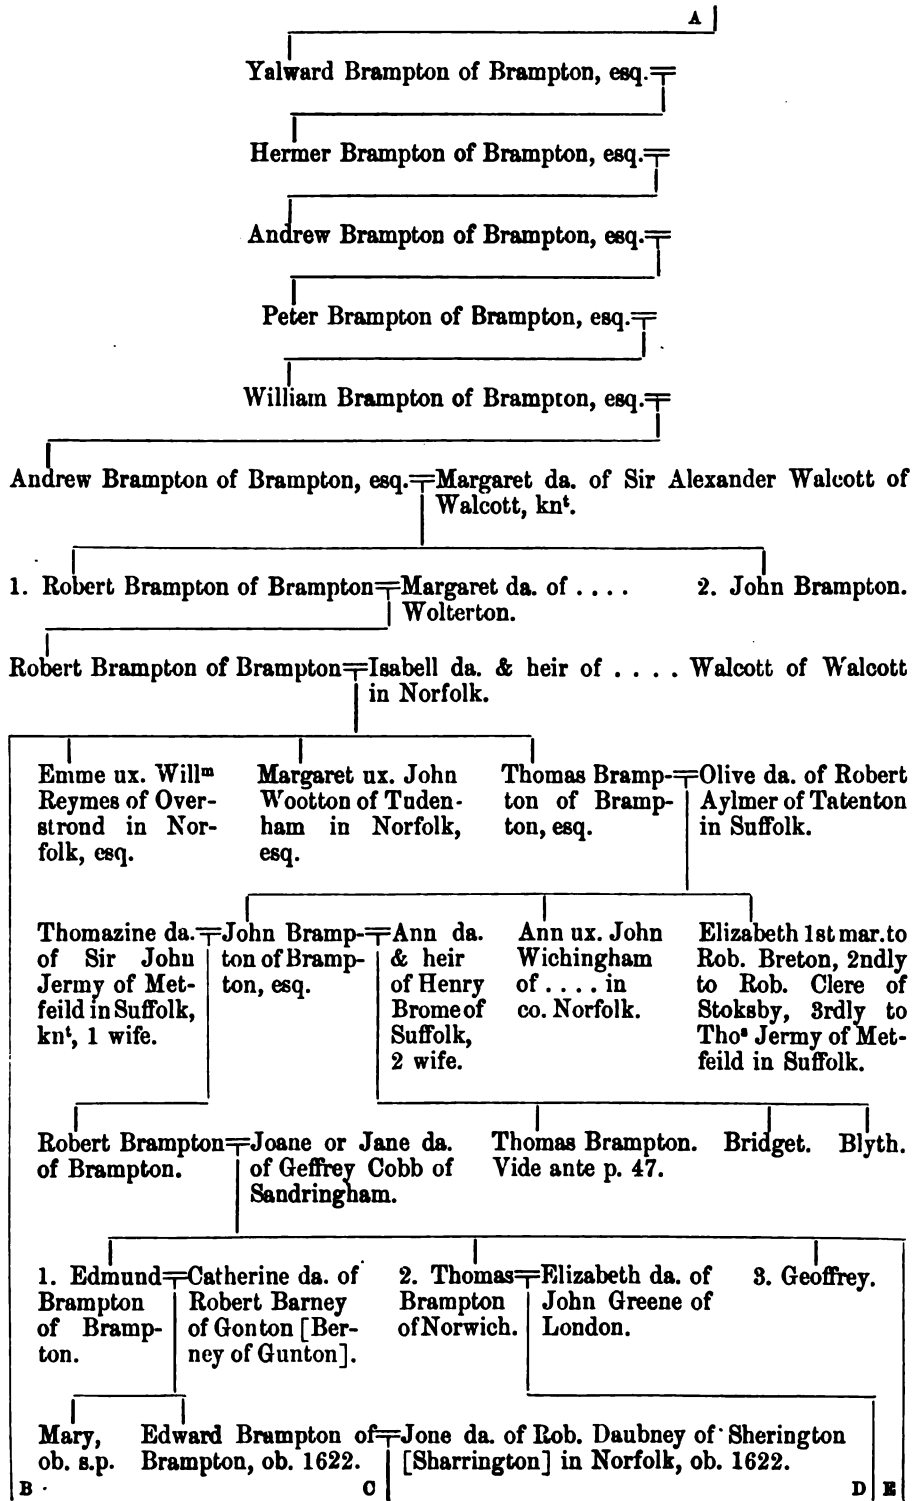 A
Yalward Brampton of Brampton, esq.
Hermer Brampton of Brampton, esq.
Andrew Brampton of Brampton, esq.
Peter Brampton of Brampton, esq.
William Brampton of Brampton, esq.
Andrew Brampton of Brampton, esq.
Margaret da. of Sir Alexander Walcott of
Walcott, knᵗ.
1. Robert Brampton of Brampton
Margaret da. of . . . .
Wolterton.
2. John Brampton.
Robert Brampton of Brampton
Isabell da. & heir of . . . . Walcott of Walcott
in Norfolk.
Emme ux. Willᵐ
Reymes of Over-
strond in Nor-
folk, esq.
Margaret ux. John
Wootton of Tuden-
ham in Norfolk,
esq.
Thomas Bramp-
ton of Bramp-
ton, esq.
Olive da. of Robert
Aylmer of Tatenton
in Suffolk.
Thomazine da.
of Sir John
Jermy of Met-
feild in Suffolk,
knᵗ, 1 wife.
John Bramp-
ton of Bramp-
ton, esq.
Ann da.
& heir
of Henry
Brome of
Suffolk,
2 wife.
Ann ux. John
Wichingham
of . . . . in
co. Norfolk.
Elizabeth 1st mar. to
Rob. Breton, 2ndly
to Rob. Clere of
Stoksby, 3rdly to
Thoˢ Jermy of Met-
feild in Suffolk.
Robert Brampton
of Brampton.
Joane or Jane da.
of Geffrey Cobb of
Sandringham.
Thomas Brampton.
Vide ante p. 47.
Bridget.
Blyth.
1. Edmund
Brampton
of Bramp-
ton.
Catherine da. of
Robert Barney
of Gonton [Ber-
ney of Gunton].
2. Thomas
Brampton
of Norwich.
Elizabeth da. of
John Greene of
London.
3. Geoffrey.
Mary,
ob. s.p.
Edward Brampton of
Brampton, ob. 1622.
Jone da. of Rob. Daubney of Sherington
[Sharrington] in Norfolk, ob. 1622.
B
C
D
E